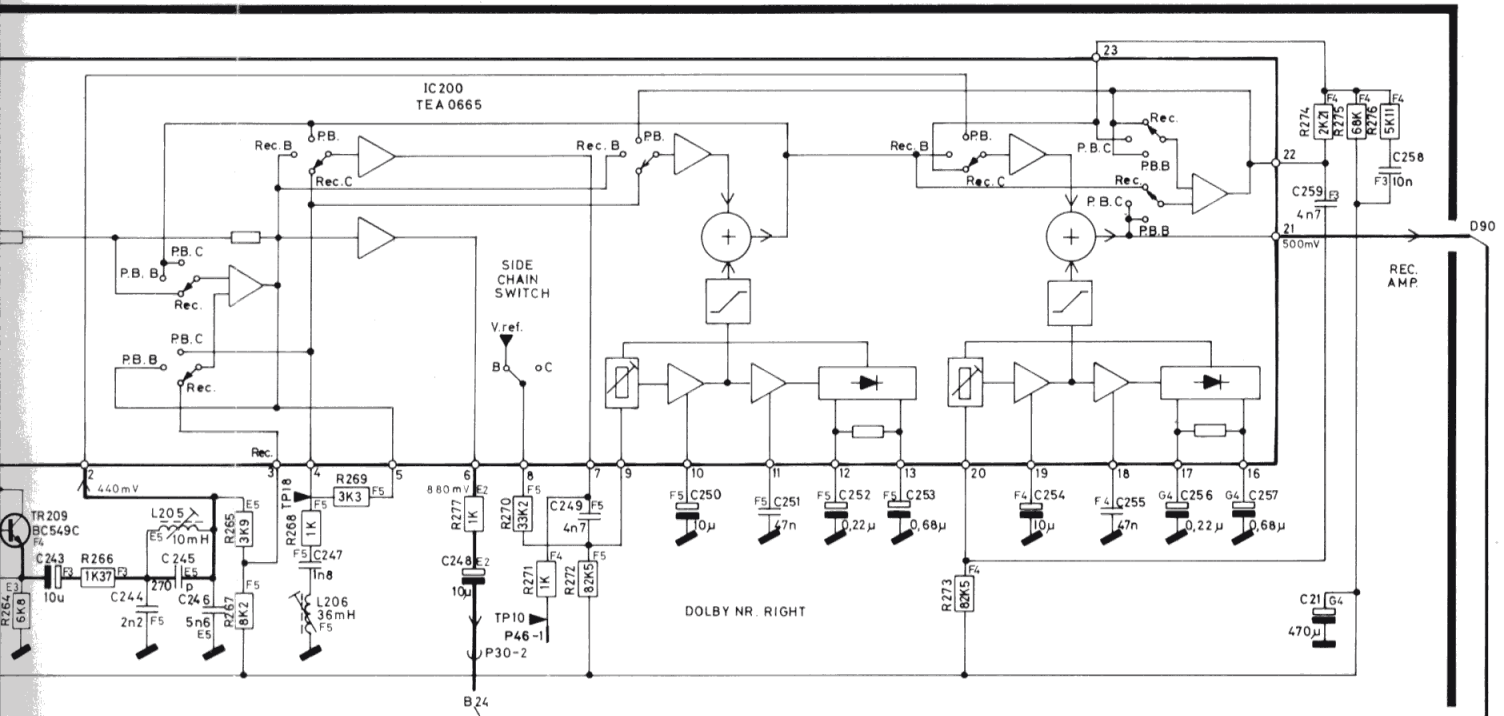 23
IC200
TEA 0665
F4
F4
F4
R274
2K21
R275
68K
R276
5K11
P.B.
Rec. B
Rec.C
P.B.
Rec. B
P.B.
Rec. B
Rec. C
Rec.
P.B.C
P.B.B
22
C258
F3
10n
Rec.
P.B.C
P.B.B
C259
F3
4n7
21
500mV
D90
REC.
AMP.
P.B.C
P.B. B
Rec.
SIDE
CHAIN
SWITCH
V.ref.
B
C
P.B.C
P.B. B
Rec.
Rec.
2
3
4
5
6
7
8
9
10
11
12
13
20
19
18
17
16
440mV
880mV
TR209
BC549C
F4
L205
E5
10mH
E5
R265
3K9
TP18
R269
3K3
F5
F5
R268
1K
E2
R277
1K
F5
R270
33K2
C249
F5
4n7
F5
C250
10µ
F5
C251
47n
F5
C252
0,22µ
F5
C253
0,68µ
F4
C254
10µ
F4
C255
47n
G4
C256
0,22µ
G4
C257
0,68µ
C243
F3
10u
R266
1K37
F3
C245
E5
270
p
F5
C247
1n8
C248
E2
10µ
F4
R271
1K
F5
R272
82K5
F4
R273
82K5
E3
R264
6K8
C244
2n2
F5
C246
5n6
E5
F5
R267
8K2
L206
36mH
F5
TP10
P46-1
DOLBY NR. RIGHT
C21
G4
470µ
P30-2
B.24